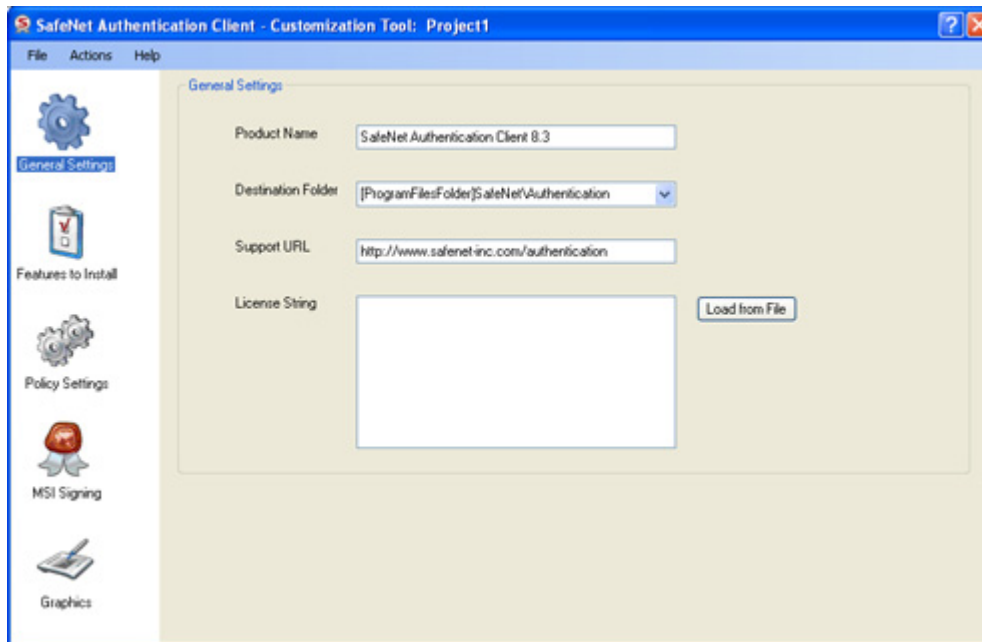 SafeNet Authentication Client - Customization Tool: Project1
File Actions Help
General Settings
Features to Install
Policy Settings
MSI Signing
Graphics
General Settings
Product Name
SafeNet Authentication Client 8.3
Destination Folder
[ProgramFilesFolder]SafeNet\Authentication
Support URL
http://www.safenet-inc.com/authentication
License String
Load from File